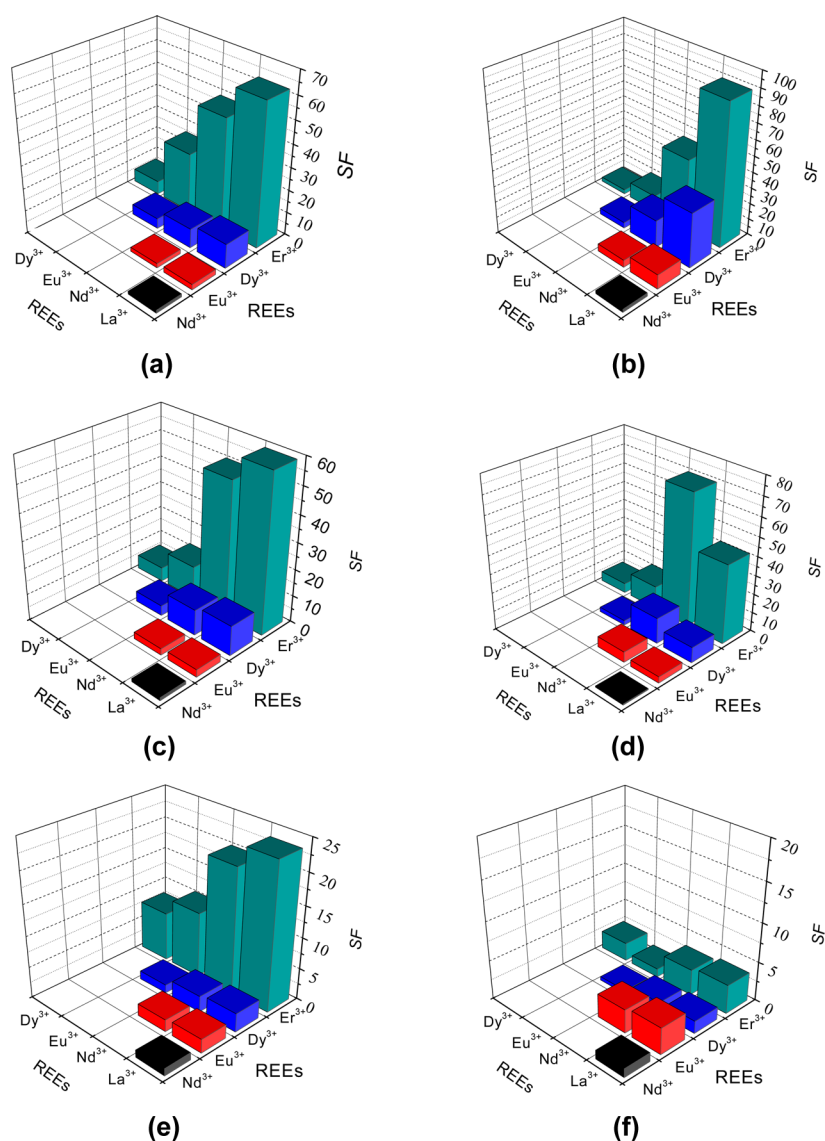 70
60
50
40
30
20
10
0
SF
Dy³⁺
Eu³⁺
Nd³⁺
La³⁺
REEs
Nd³⁺
Eu³⁺
Dy³⁺
Er³⁺
REEs
(a)
100
90
80
70
60
50
40
30
20
10
0
SF
Dy³⁺
Eu³⁺
Nd³⁺
La³⁺
REEs
Nd³⁺
Eu³⁺
Dy³⁺
Er³⁺
REEs
(b)
60
50
40
30
20
10
0
SF
Dy³⁺
Eu³⁺
Nd³⁺
La³⁺
REEs
Nd³⁺
Eu³⁺
Dy³⁺
Er³⁺
REEs
(c)
80
70
60
50
40
30
20
10
0
SF
Dy³⁺
Eu³⁺
Nd³⁺
La³⁺
REEs
Nd³⁺
Eu³⁺
Dy³⁺
Er³⁺
REEs
(d)
25
20
15
10
5
0
SF
Dy³⁺
Eu³⁺
Nd³⁺
La³⁺
REEs
Nd³⁺
Eu³⁺
Dy³⁺
Er³⁺
REEs
(e)
20
15
10
5
0
SF
Dy³⁺
Eu³⁺
Nd³⁺
La³⁺
REEs
Nd³⁺
Eu³⁺
Dy³⁺
Er³⁺
REEs
(f)